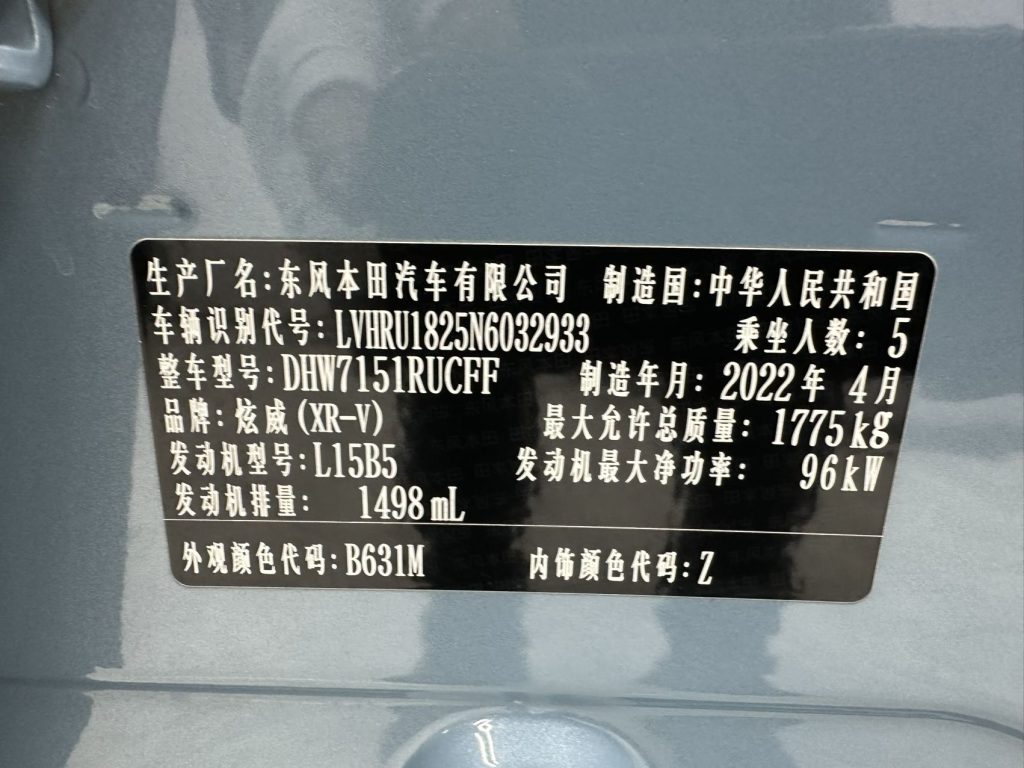 生产厂名:东风本田汽车有限公司 制造国:中华人民共和国
车辆识别代号:LVHRU1825N6032933 乘坐人数:5
整车型号:DHW7151RUCFF 制造年月:2022年 4月
品牌:炫威(XR-V) 最大允许总质量:1775kg
发动机型号:L15B5 发动机最大净功率: 96kW
发动机排量: 1498mL
外观颜色代码:B631M 内饰颜色代码:Z